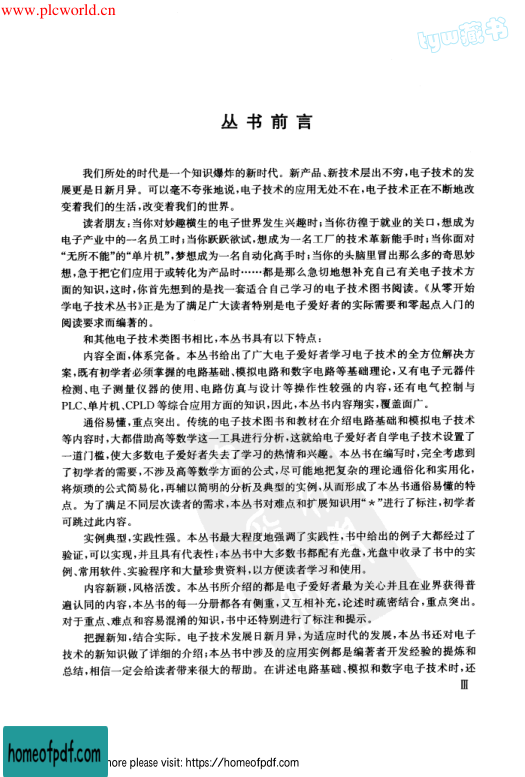 www.plcworld.cn
tyw藏书
丛书前言
我们所处的时代是一个知识爆炸的新时代。新产品、新技术层出不穷,电子技术的发
展更是日新月异。可以毫不夸张地说,电子技术的应用无处不在,电子技术正在不断地改
变着我们的生活,改变着我们的世界。
读者朋友:当你对妙趣横生的电子世界发生兴趣时;当你彷徨于就业的关口,想成为
电子产业中的一名员工时;当你跃跃欲试,想成为一名工厂的技术革新能手时;当你面对
“无所不能”的“单片机”,梦想成为一名自动化高手时;当你的头脑里冒出那么多的奇思妙
想,急于把它们应用于或转化为产品时……都是那么急切地想补充自己有关电子技术方
面的知识,这时,你首先想到的是找一套适合自己学习的电子技术图书阅读。《从零开始
学电子技术丛书》正是为了满足广大读者特别是电子爱好者的实际需要和零起点入门的
阅读要求而编著的。
和其他电子技术类图书相比,本丛书具有以下特点:
内容全面,体系完备。本丛书给出了广大电子爱好者学习电子技术的全方位解决方
案,既有初学者必须掌握的电路基础、模拟电路和数字电路等基础理论,又有电子元器件
检测、电子测量仪器的使用、电路仿真与设计等操作性较强的内容,还有电气控制与
PLC、单片机、CPLD等综合应用方面的知识,因此,本丛书内容翔实,覆盖面广。
通俗易懂,重点突出。传统的电子技术图书和教材在介绍电路基础和模拟电子技术
等内容时,大都借助高等数学这一工具进行分析,这就给电子爱好者自学电子技术设置了
一道门槛,使大多数电子爱好者失去了学习的热情和兴趣。本丛书在编写时,完全考虑到
了初学者的需要,不涉及高等数学方面的公式,尽可能地把复杂的理论通俗化和实用化,
将烦琐的公式简易化,再辅以简明的分析及典型的实例,从而形成了本丛书通俗易懂的特
点。为了满足不同层次读者的需求,本丛书对难点和扩展知识用“*”进行了标注,初学者
可跳过此内容。
实例典型,实践性强。本丛书最大程度地强调了实践性,书中给出的例子大都经过了
验证,可以实现,并且具有代表性;本丛书中大多数书都配有光盘,光盘中收录了书中的实
例、常用软件、实验程序和大量珍贵资料,以方便读者学习和使用。
内容新颖,风格活泼。本丛书所介绍的都是电子爱好者最为关心并且在业界获得普
遍认同的内容,本丛书的每一分册都各有侧重,又互相补充,论述时疏密结合,重点突出。
对于重点、难点和容易混淆的知识,书中还特别进行了标注和提示。
把握新知,结合实际。电子技术发展日新月异,为适应时代的发展,本丛书还对电子
技术的新知识做了详细的介绍;本丛书中涉及的应用实例都是编著者开发经验的提炼和
总结,相信一定会给读者带来很大的帮助。在讲述电路基础、模拟和数字电子技术时,还
Ⅲ
homeofpdf.com
more please visit: https://homeofpdf.com